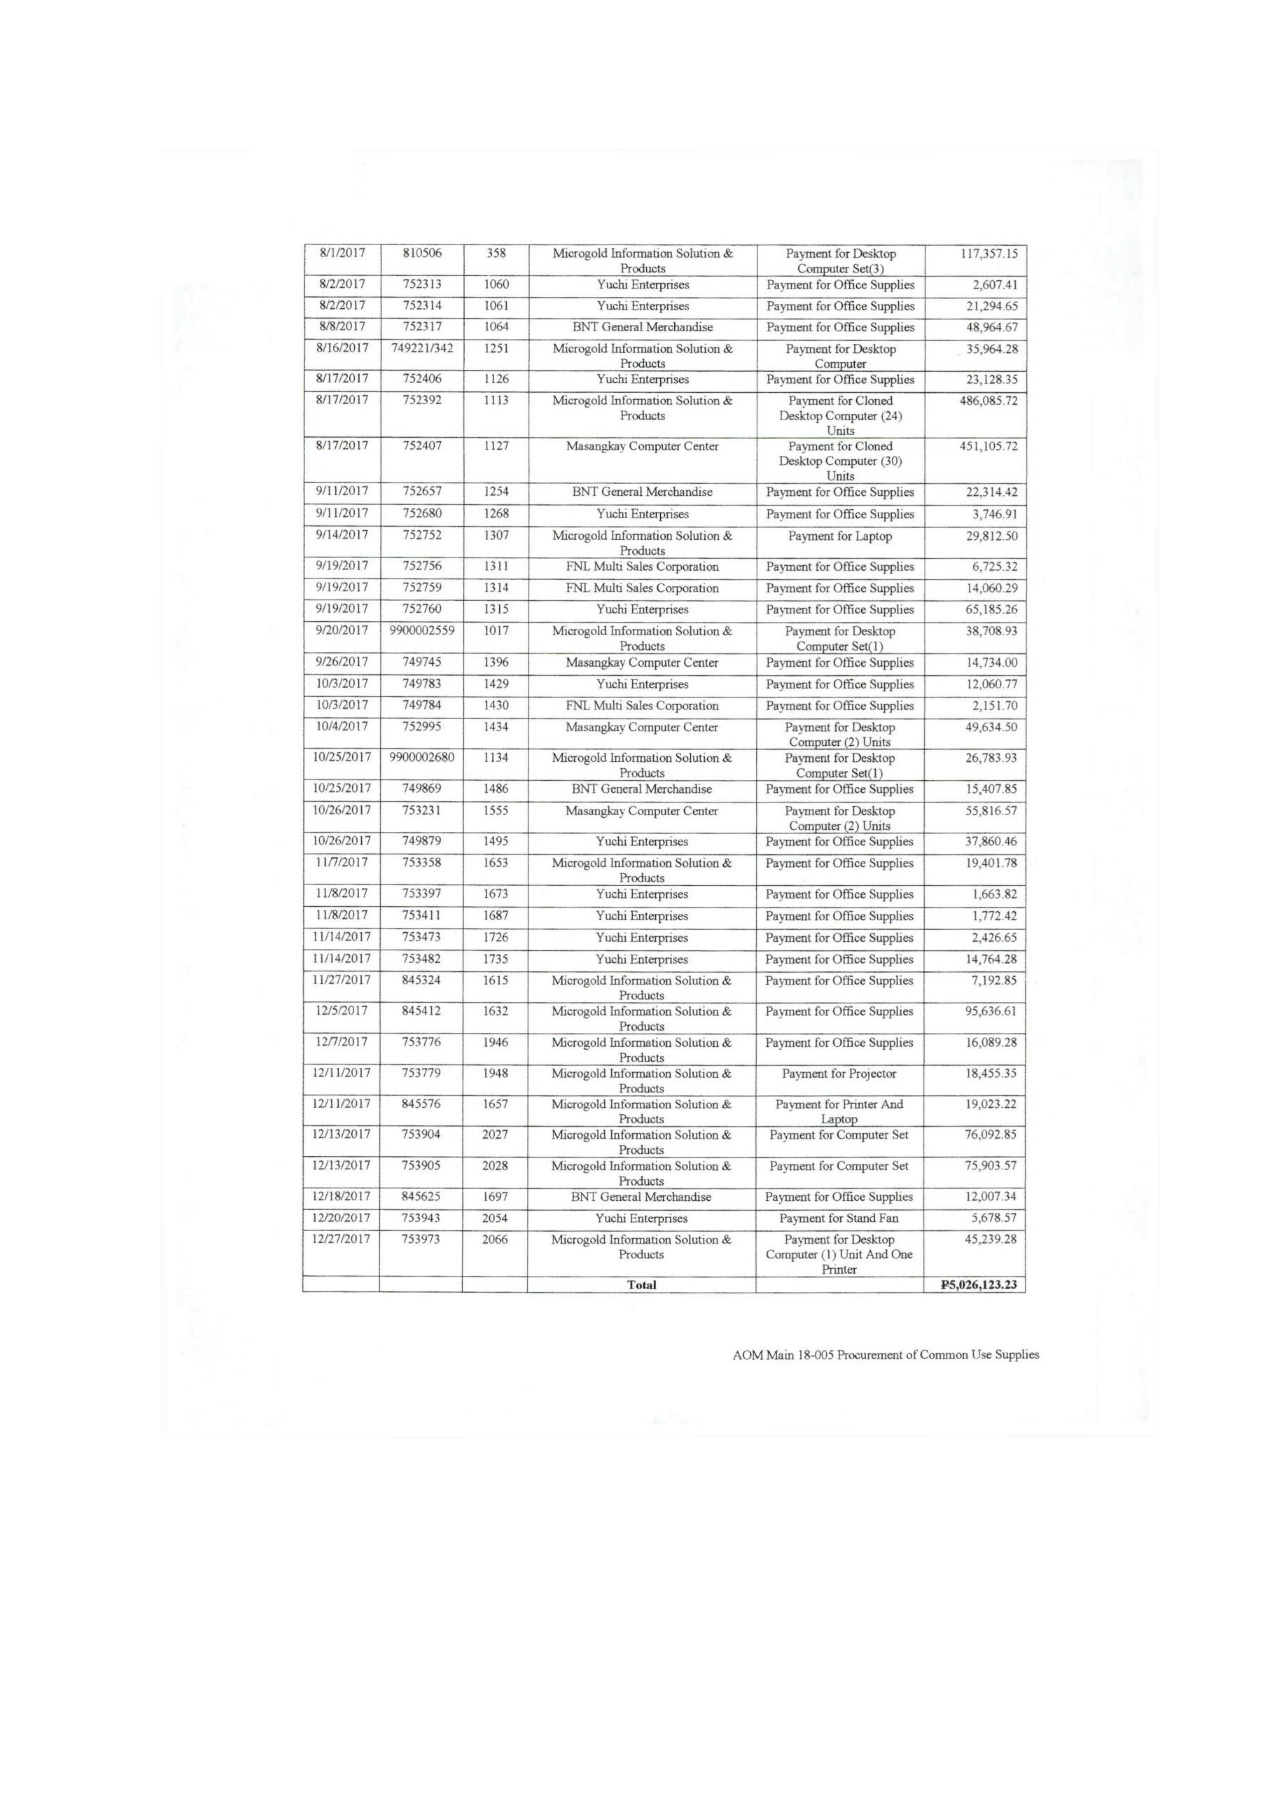 8/1/2017 810506 358 Microgold Information Solution & Payment for Desktop 117,357.15
Products Computer Set(3)
8/2/2017 752313 1060 Yuchi Enterprises Payment for Office Supplies 2,607.41
8/2/2017 752314 1061 Yuchi Enterprises Payment for Office Supplies 21,294.65
8/8/2017 752317 1064 BNT General Merchandise Payment for Office Supplies 48,964.67
8/16/2017 749221/342 1251 Microgold Information Solution & Payment for Desktop 35,964.28
Products Computer
8/17/2017 752406 1126 Yuchi Enterprises Payment for Office Supplies 23,128.35
8/17/2017 752392 1113 Microgold Information Solution & Payment for Cloned 486,085.72
Products Desktop Computer (24)
Units
8/17/2017 752407 1127 Masangkay Computer Center Payment for Cloned 451,105.72
Desktop Computer (30)
Units
9/11/2017 752657 1254 BNT General Merchandise Payment for Office Supplies 22,314.42
9/11/2017 752680 1268 Yuchi Enterprises Payment for Office Supplies 3,746.91
9/14/2017 752752 1307 Microgold Information Solution & Payment for Laptop 29,812.50
Products
9/19/2017 752756 1311 FNL Multi Sales Corporation Payment for Office Supplies 6,725.32
9/19/2017 752759 1314 FNL Multi Sales Corporation Payment for Office Supplies 14,060.29
9/19/2017 752760 1315 Yuchi Enterprises Payment for Office Supplies 65,185.26
9/20/2017 9900002559 1017 Microgold Information Solution & Payment for Desktop 38,708.93
Products Computer Set(1)
9/26/2017 749745 1396 Masangkay Computer Center Payment for Office Supplies 14,734.00
10/3/2017 749783 1429 Yuchi Enterprises Payment for Office Supplies 12,060.77
10/3/2017 749784 1430 FNL Multi Sales Corporation Payment for Office Supplies 2,151.70
10/4/2017 752995 1434 Masangkay Computer Center Payment for Desktop 49,634.50
Computer (2) Units
10/25/2017 9900002680 1134 Microgold Information Solution & Payment for Desktop 26,783.93
Products Computer Set(1)
10/25/2017 749869 1486 BNT General Merchandise Payment for Office Supplies 15,407.85
10/26/2017 753231 1555 Masangkay Computer Center Payment for Desktop 55,816.57
Computer (2) Units
10/26/2017 749879 1495 Yuchi Enterprises Payment for Office Supplies 37,860.46
11/7/2017 753358 1653 Microgold Information Solution & Payment for Office Supplies 19,401.78
Products
11/8/2017 753397 1673 Yuchi Enterprises Payment for Office Supplies 1,663.82
11/8/2017 753411 1687 Yuchi Enterprises Payment for Office Supplies 1,772.42
11/14/2017 753473 1726 Yuchi Enterprises Payment for Office Supplies 2,426.65
11/14/2017 753482 1735 Yuchi Enterprises Payment for Office Supplies 14,764.28
11/27/2017 845324 1615 Microgold Information Solution & Payment for Office Supplies 7,192.85
Products
12/5/2017 845412 1632 Microgold Information Solution & Payment for Office Supplies 95,636.61
Products
12/7/2017 753776 1946 Microgold Information Solution & Payment for Office Supplies 16,089.28
Products
12/11/2017 753779 1948 Microgold Information Solution & Payment for Projector 18,455.35
Products
12/11/2017 845576 1657 Microgold Information Solution & Payment for Printer And 19,023.22
Products Laptop
12/13/2017 753904 2027 Microgold Information Solution & Payment for Computer Set 76,092.85
Products
12/13/2017 753905 2028 Microgold Information Solution & Payment for Computer Set 75,903.57
Products
12/18/2017 845625 1697 BNT General Merchandise Payment for Office Supplies 12,007.34
12/20/2017 753943 2054 Yuchi Enterprises Payment for Stand Fan 5,678.57
12/27/2017 753973 2066 Microgold Information Solution & Payment for Desktop 45,239.28
Products Computer (1) Unit And One
Printer
Total ₱5,026,123.23
AOM Main 18-005 Procurement of Common Use Supplies